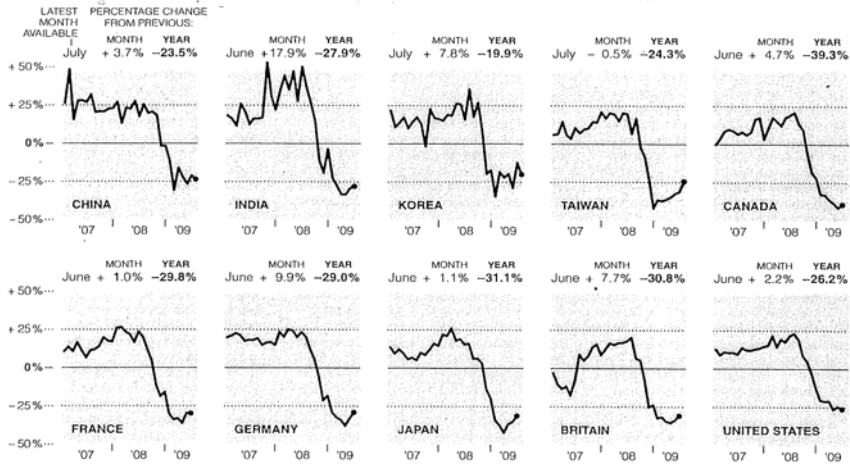 LATEST MONTH AVAILABLE
PERCENTAGE CHANGE FROM PREVIOUS:
MONTH YEAR
July + 3.7% −23.5%
MONTH YEAR
June +17.9% −27.9%
MONTH YEAR
July + 7.8% −19.9%
MONTH YEAR
July − 0.5% −24.3%
MONTH YEAR
June + 4.7% −39.3%
+50%
+25%
0%
−25%
−50%
CHINA
INDIA
KOREA
TAIWAN
CANADA
'07 '08 '09
'07 '08 '09
'07 '08 '09
'07 '08 '09
'07 '08 '09
MONTH YEAR
June + 1.0% −29.8%
MONTH YEAR
June + 9.9% −29.0%
MONTH YEAR
June + 1.1% −31.1%
MONTH YEAR
June + 7.7% −30.8%
MONTH YEAR
June + 2.2% −26.2%
+50%
+25%
0%
−25%
−50%
FRANCE
GERMANY
JAPAN
BRITAIN
UNITED STATES
'07 '08 '09
'07 '08 '09
'07 '08 '09
'07 '08 '09
'07 '08 '09